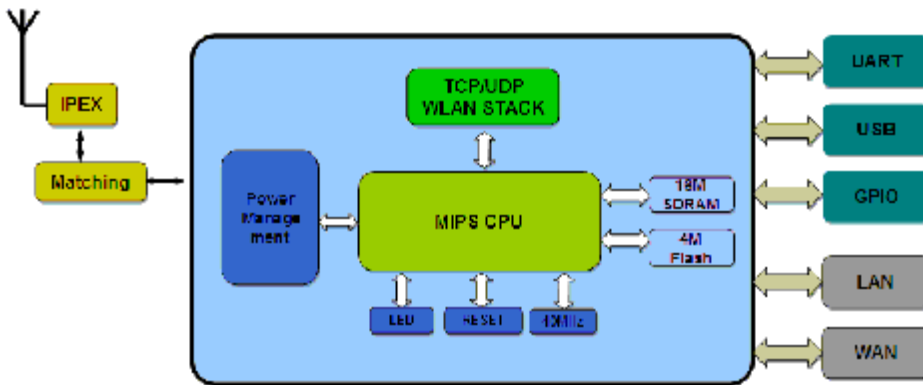 IPEX
Matching
TCP/UDP
WLAN STACK
Power
Manage
ment
MIPS CPU
16M
SDRAM
4M
Flash
LED
RESET
40MHz
UART
USB
GPIO
LAN
WAN